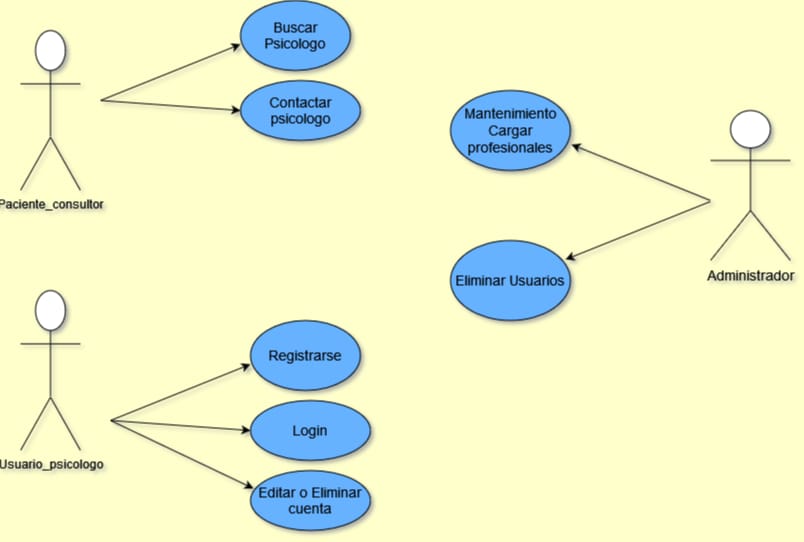 Buscar
Psicologo
Contactar
psicologo
Paciente_consultor
Mantenimiento
Cargar
profesionales
Eliminar Usuarios
Administrador
Registrarse
Login
Editar o Eliminar
cuenta
Usuario_psicologo